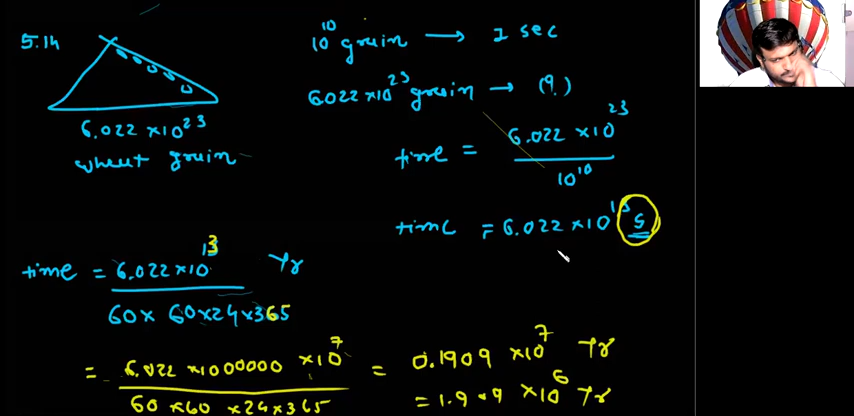 5.14
6.022 × 10^23
wheat grain
10^10
10^10 grain → 1 sec
6022 × 10^23 grain → (?)
time = 6.022 × 10^23 / 10^10
time = 6.022 × 10^13 s
time = 6.022 × 10^13 / 60 × 60 × 24 × 365 Yr
= 6.022 × 1000000 × 10^7 / 60 × 60 × 24 × 365 = 0.1909 × 10^7 Yr
= 1.909 × 10^6 Yr